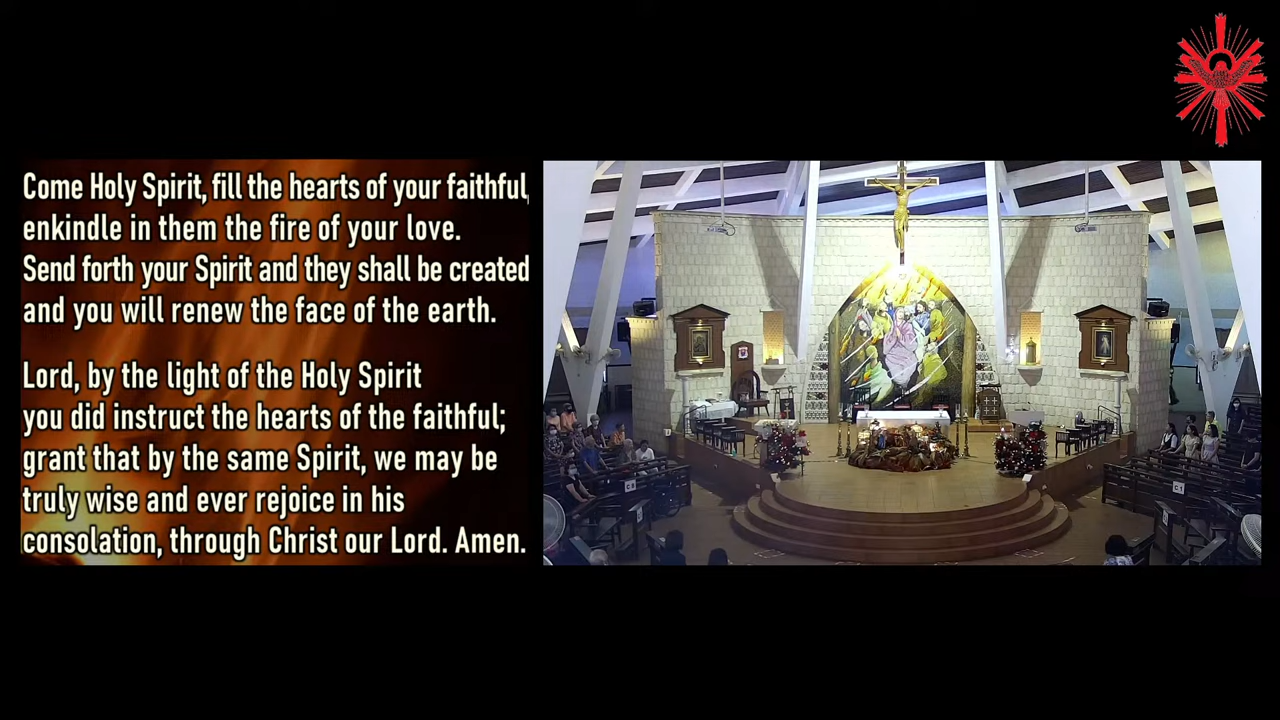 Come Holy Spirit, fill the hearts of your faithful,
enkindle in them the fire of your love.
Send forth your Spirit and they shall be created
and you will renew the face of the earth.
Lord, by the light of the Holy Spirit
you did instruct the hearts of the faithful;
grant that by the same Spirit, we may be
truly wise and ever rejoice in his
consolation, through Christ our Lord. Amen.